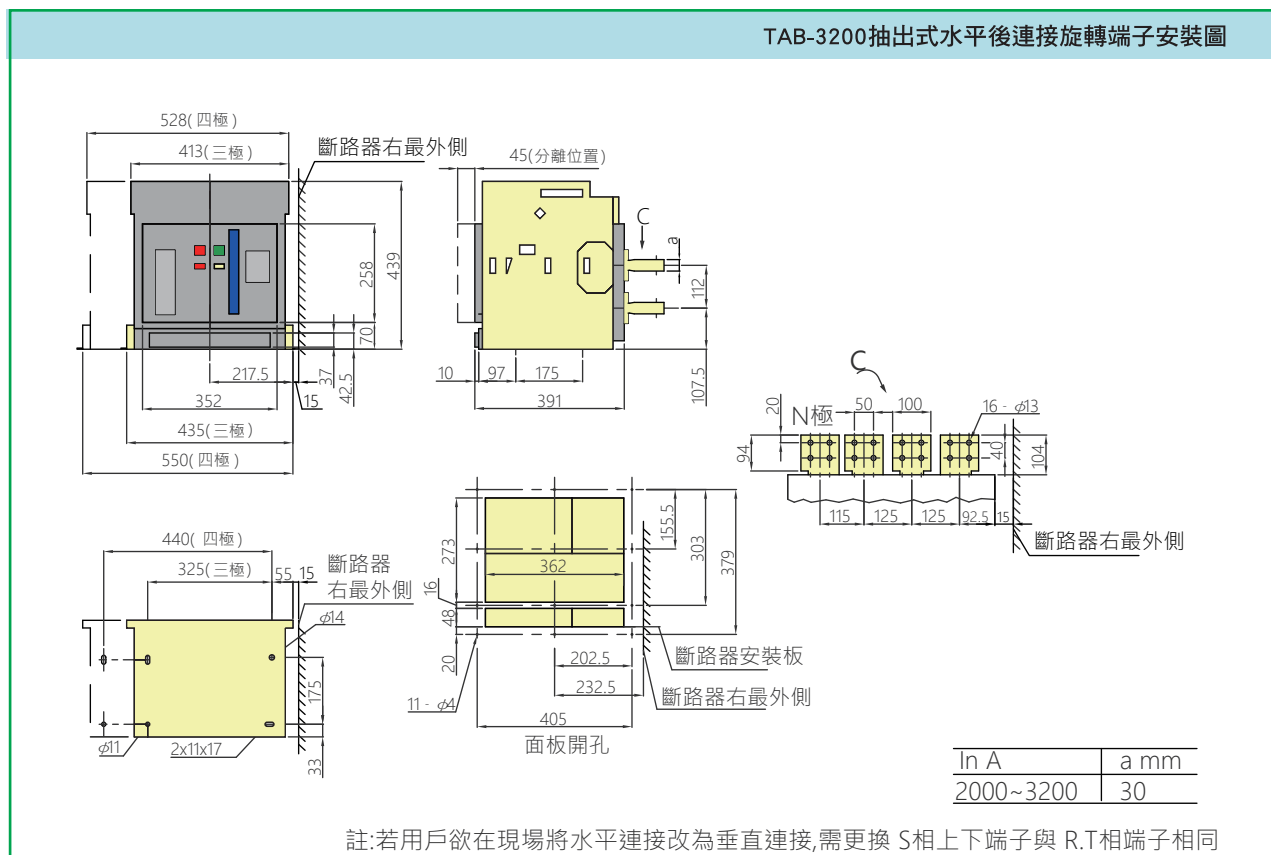 TAB-3200抽出式水平後連接旋轉端子安裝圖
528(四極)
413(三極)
斷路器右最外側
258
439
70
217.5
37
42.5
15
352
435(三極)
550(四極)
45(分離位置)
C
a
112
107.5
10
97
175
391
C
20
N極
50
100
16 - φ13
94
40
104
115
125
125
92.5
15
斷路器右最外側
440( 四極)
325(三極)
55
15
斷路器
右最外側
φ14
175
33
φ11
2x11x17
273
16
48
20
362
155.5
303
379
202.5
232.5
405
11 - φ4
斷路器安裝板
斷路器右最外側
面板開孔
In A
a mm
2000~3200
30
註:若用戶欲在現場將水平連接改為垂直連接,需更換 S相上下端子與 R.T相端子相同